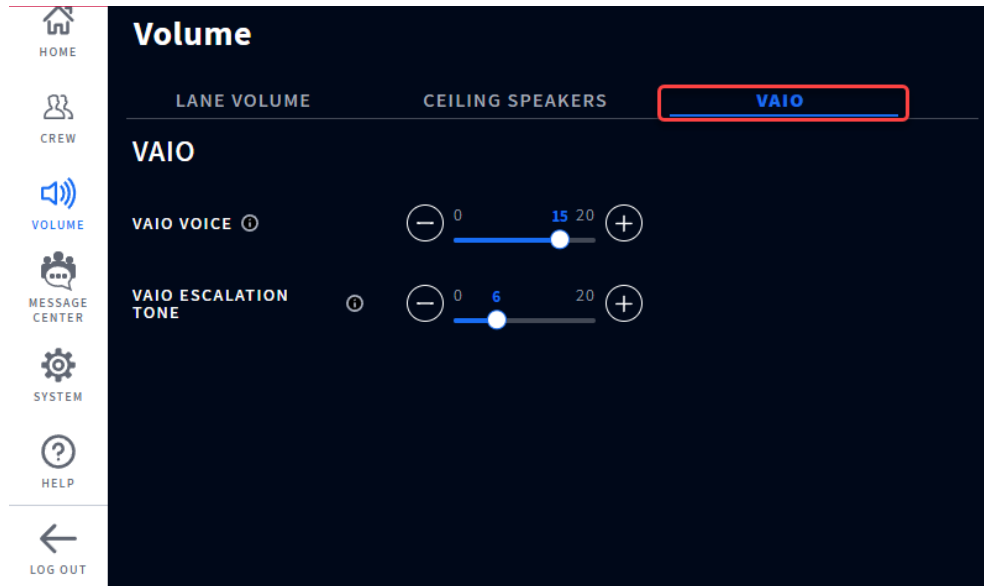 HOME
CREW
VOLUME
MESSAGE
CENTER
SYSTEM
HELP
LOG OUT
Volume
LANE VOLUME CEILING SPEAKERS VAIO
VAIO
VAIO VOICE 0 15 20
VAIO ESCALATION
TONE 0 6 20